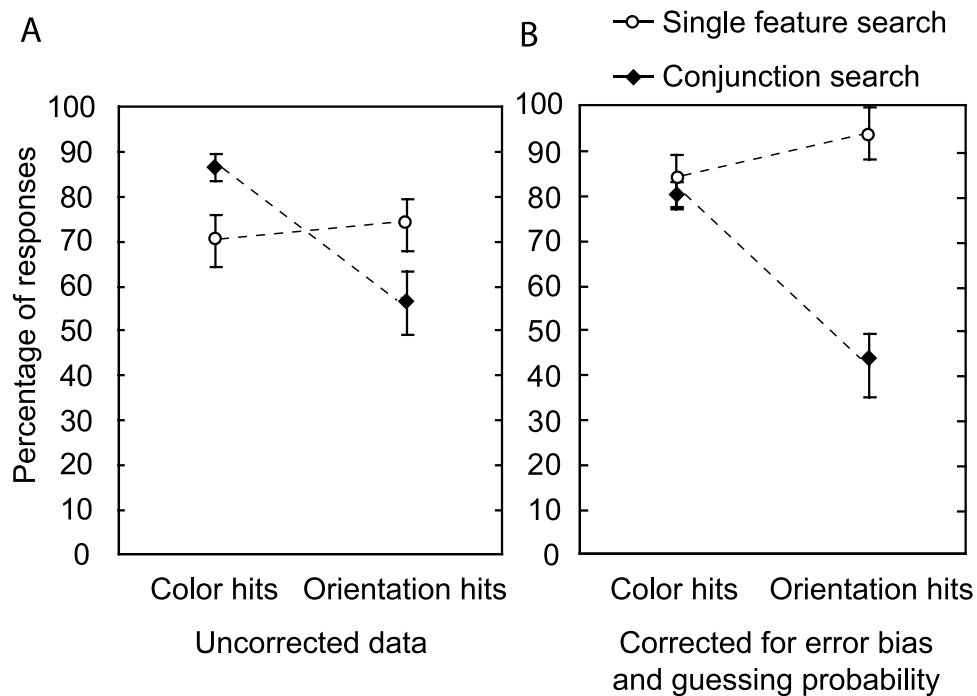 A
B
Single feature search
Conjunction search
Percentage of responses
100
90
80
70
60
50
40
30
20
10
0
Color hits Orientation hits
Uncorrected data
100
90
80
70
60
50
40
30
20
10
0
Color hits Orientation hits
Corrected for error bias
and guessing probability